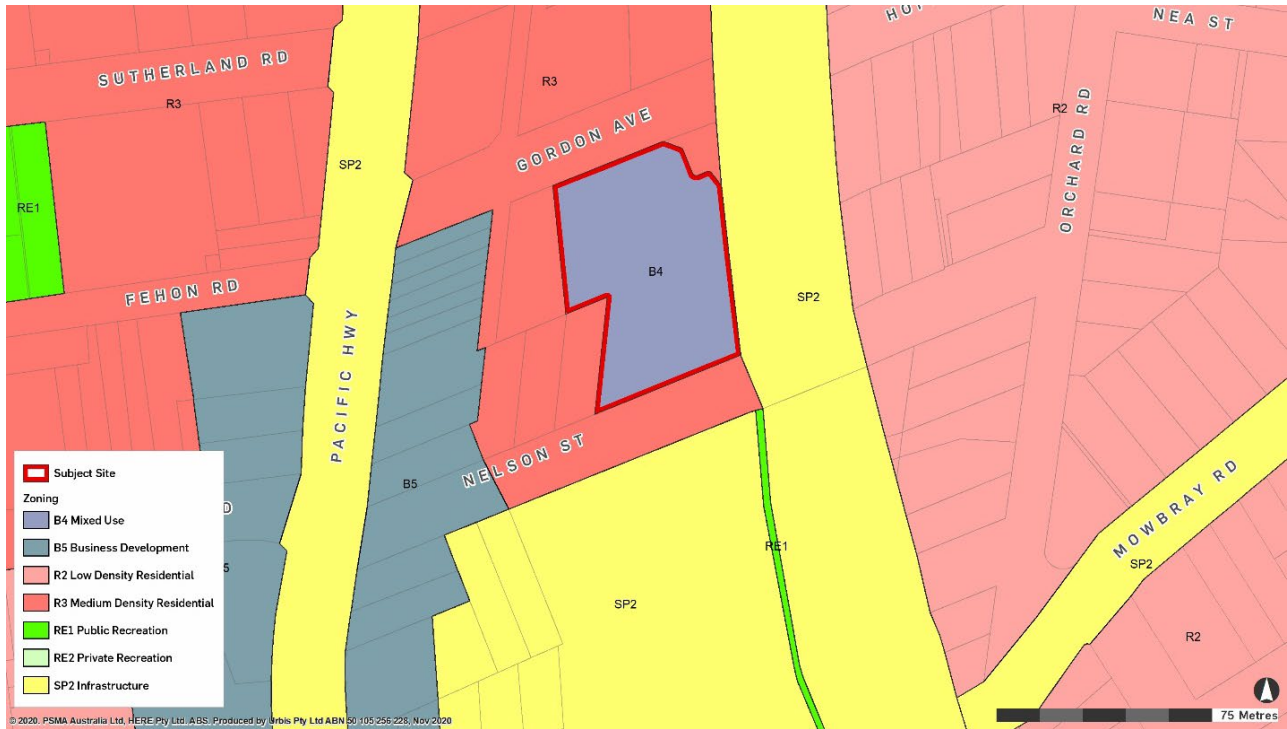 HO
NEA ST
SUTHERLAND RD
R3
R3
R2
GORDON AVE
ORCHARD RD
SP2
RE1
B4
FEHON RD
SP2
PACIFIC HWY
NELSON ST
B5
MOWBRAY RD
RE1
SP2
SP2
R2
D
5
Subject Site
Zoning
B4 Mixed Use
B5 Business Development
R2 Low Density Residential
R3 Medium Density Residential
RE1 Public Recreation
RE2 Private Recreation
SP2 Infrastructure
75 Metres
© 2020. PSMA Australia Ltd, HERE Pty Ltd. ABS. Produced by Urbis Pty Ltd ABN 50 105 256 228, Nov 2020